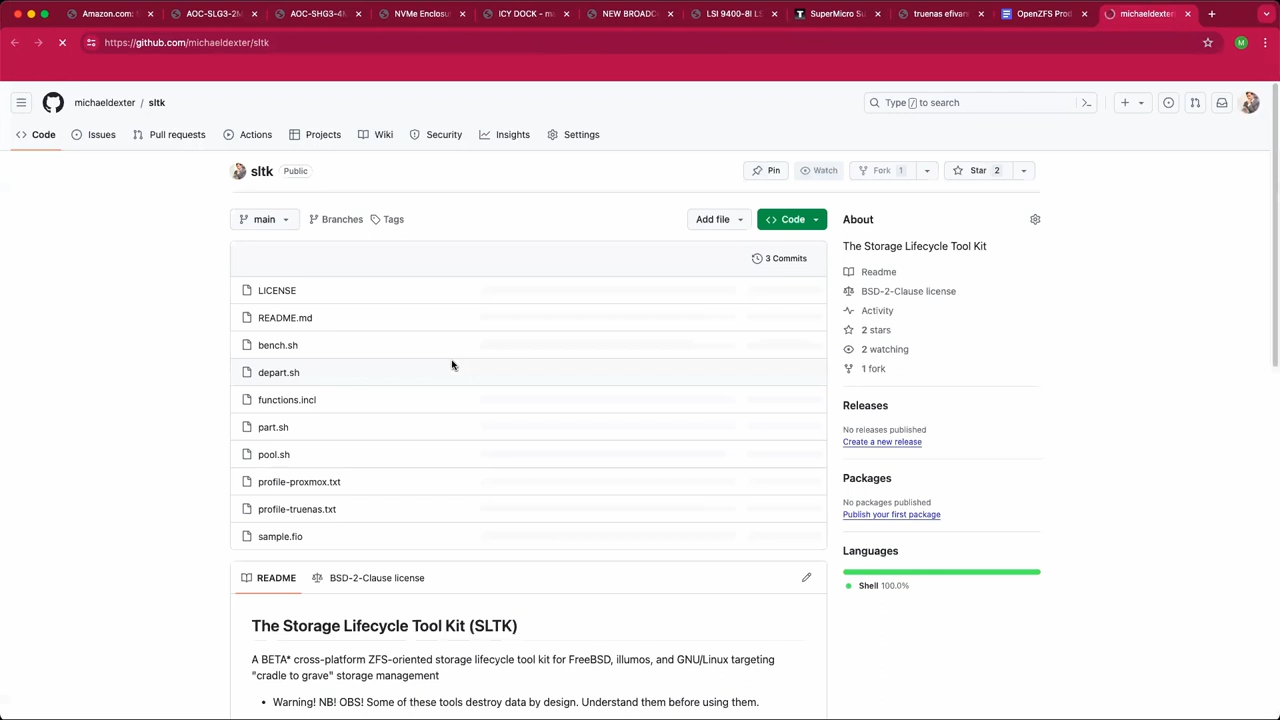 Amazon.com:
AOC-SLG3-2M
AOC-SHG3-4M
NVMe Enclosu
ICY DOCK - mo
NEW BROADC
LSI 9400-8I LS
SuperMicro Su
truenas efivars
OpenZFS Prod
michaeldexter
https://github.com/michaeldexter/sltk
M
michaeldexter / sltk
Type / to search
Code
Issues
Pull requests
Actions
Projects
Wiki
Security
Insights
Settings
sltk Public
Pin
Watch
Fork 1
Star 2
main
Branches
Tags
Add file
Code
3 Commits
LICENSE
README.md
bench.sh
depart.sh
functions.incl
part.sh
pool.sh
profile-proxmox.txt
profile-truenas.txt
sample.fio
About
The Storage Lifecycle Tool Kit
Readme
BSD-2-Clause license
Activity
2 stars
2 watching
1 fork
Releases
No releases published
Create a new release
Packages
No packages published
Publish your first package
Languages
Shell 100.0%
README
BSD-2-Clause license
The Storage Lifecycle Tool Kit (SLTK)
A BETA* cross-platform ZFS-oriented storage lifecycle tool kit for FreeBSD, illumos, and GNU/Linux targeting
"cradle to grave" storage management
• Warning! NB! OBS! Some of these tools destroy data by design. Understand them before using them.